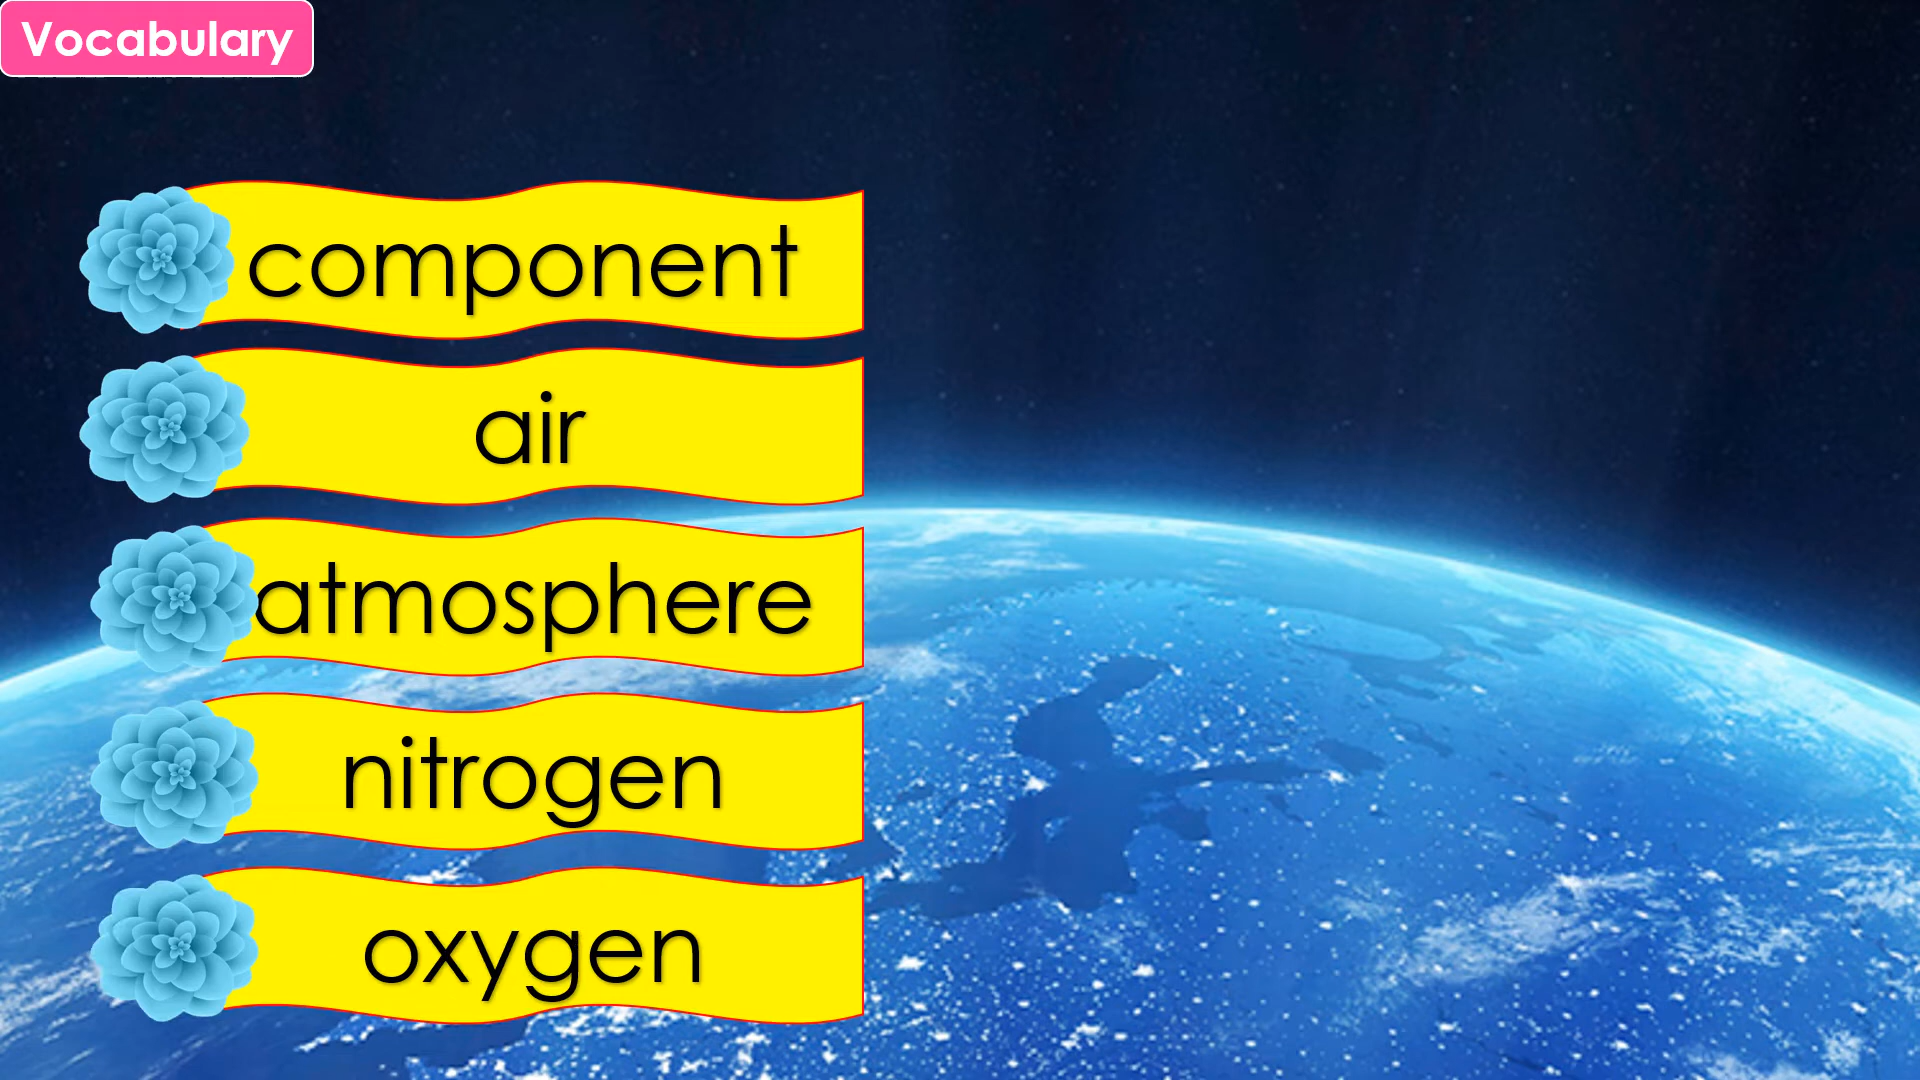 Vocabulary
component
air
atmosphere
nitrogen
oxygen